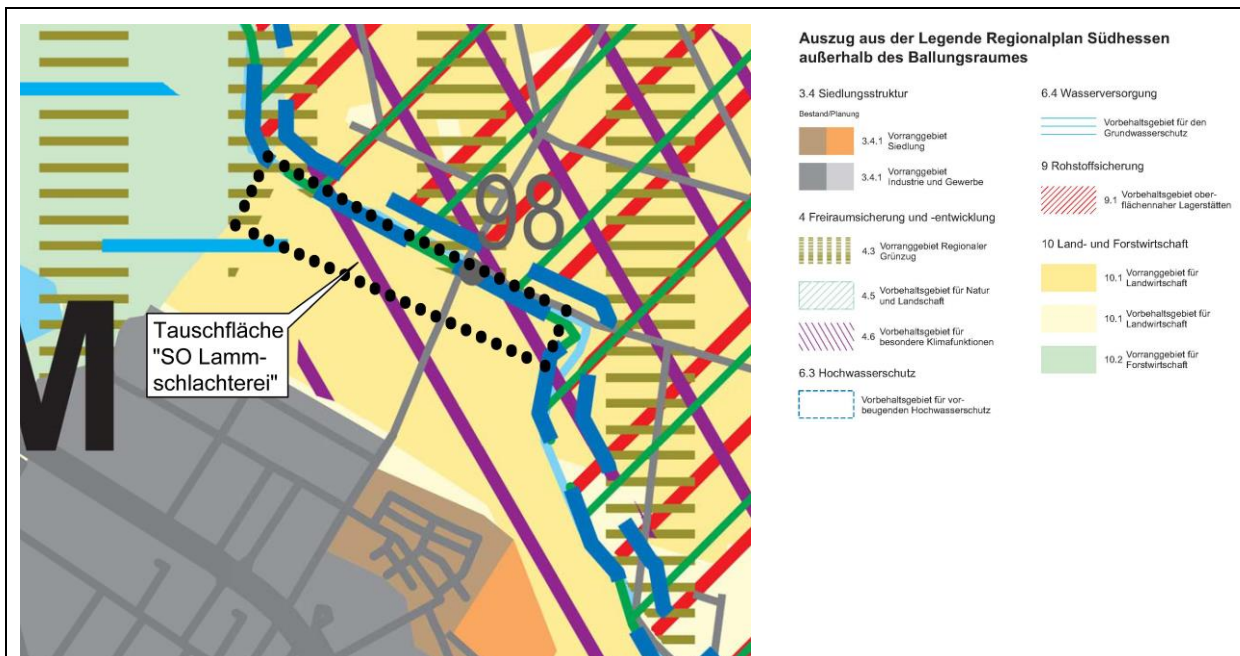 98
M
Tauschfläche
"SO Lamm-
schlachterei"
Auszug aus der Legende Regionalplan Südhessen
außerhalb des Ballungsraumes
3.4 Siedlungsstruktur
Bestand/Planung
3.4.1 Vorranggebiet
Siedlung
3.4.1 Vorranggebiet
Industrie und Gewerbe
4 Freiraumsicherung und -entwicklung
4.3 Vorranggebiet Regionaler
Grünzug
4.5 Vorbehaltsgebiet für Natur
und Landschaft
4.6 Vorbehaltsgebiet für
besondere Klimafunktionen
6.3 Hochwasserschutz
Vorbehaltsgebiet für vor-
beugenden Hochwasserschutz
6.4 Wasserversorgung
Vorbehaltsgebiet für den
Grundwasserschutz
9 Rohstoffsicherung
9.1 Vorbehaltsgebiet ober-
flächennaher Lagerstätten
10 Land- und Forstwirtschaft
10.1 Vorranggebiet für
Landwirtschaft
10.1 Vorbehaltsgebiet für
Landwirtschaft
10.2 Vorranggebiet für
Forstwirtschaft